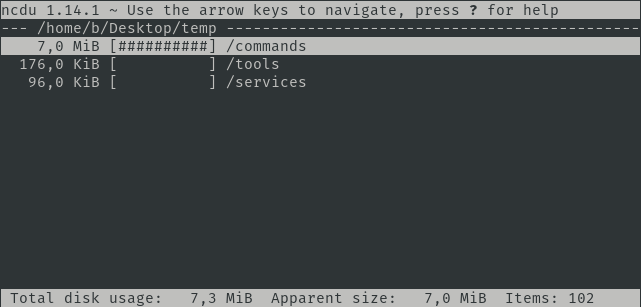 ncdu 1.14.1 ~ Use the arrow keys to navigate, press ? for help
--- /home/b/Desktop/temp ----------------------------------------------
    7,0 MiB [##########] /commands
  176,0 KiB [          ] /tools
   96,0 KiB [          ] /services
 Total disk usage:   7,3 MiB  Apparent size:   7,0 MiB  Items: 102